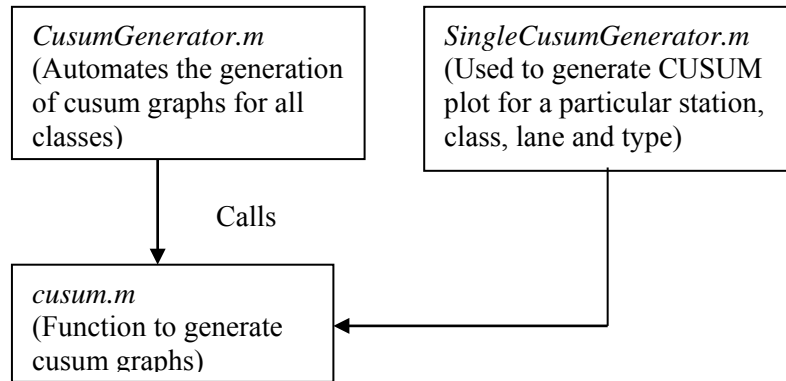 CusumGenerator.m
(Automates the generation
of cusum graphs for all
classes)
SingleCusumGenerator.m
(Used to generate CUSUM
plot for a particular station,
class, lane and type)
Calls
cusum.m
(Function to generate
cusum graphs)